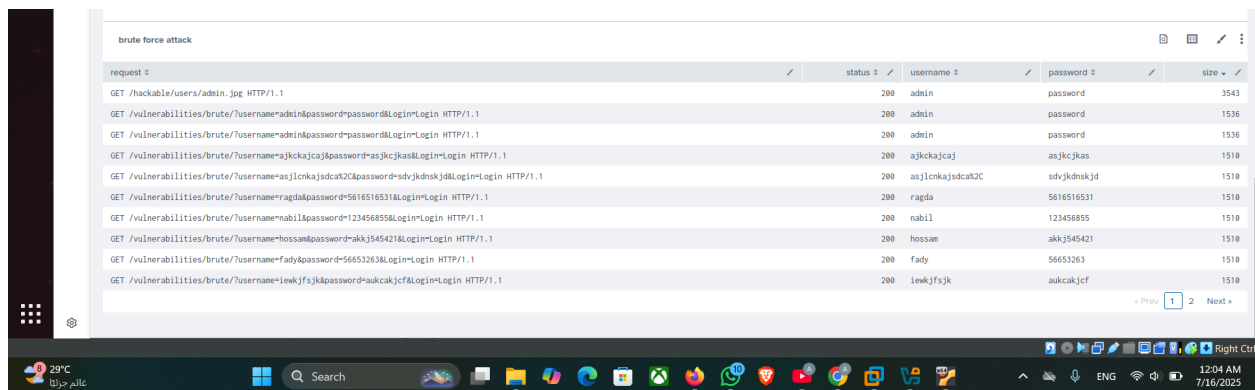 brute force attack
request status username password size
GET /hackable/users/admin.jpg HTTP/1.1 200 admin password 3543
GET /vulnerabilities/brute/?username=admin&password=password&Login=Login HTTP/1.1 200 admin password 1536
GET /vulnerabilities/brute/?username=admin&password=password&Login=Login HTTP/1.1 200 admin password 1536
GET /vulnerabilities/brute/?username=ajkckajcaj&password=asjkcjkas&Login=Login HTTP/1.1 200 ajkckajcaj asjkcjkas 1510
GET /vulnerabilities/brute/?username=asjlcnkajsdca%2C&password=sdvjkdnskjd&Login=Login HTTP/1.1 200 asjlcnkajsdca%2C sdvjkdnskjd 1510
GET /vulnerabilities/brute/?username=ragda&password=5616516531&Login=Login HTTP/1.1 200 ragda 5616516531 1510
GET /vulnerabilities/brute/?username=nabil&password=123456855&Login=Login HTTP/1.1 200 nabil 123456855 1510
GET /vulnerabilities/brute/?username=hossam&password=akkj545421&Login=Login HTTP/1.1 200 hossam akkj545421 1510
GET /vulnerabilities/brute/?username=fady&password=56653263&Login=Login HTTP/1.1 200 fady 56653263 1510
GET /vulnerabilities/brute/?username=iewkjfsjk&password=aukcakjcf&Login=Login HTTP/1.1 200 iewkjfsjk aukcakjcf 1510
« Prev 1 2 Next »
Right Ctrl
8 29°C
غائم جزئيًا
Search
10
ENG
12:04 AM
7/16/2025